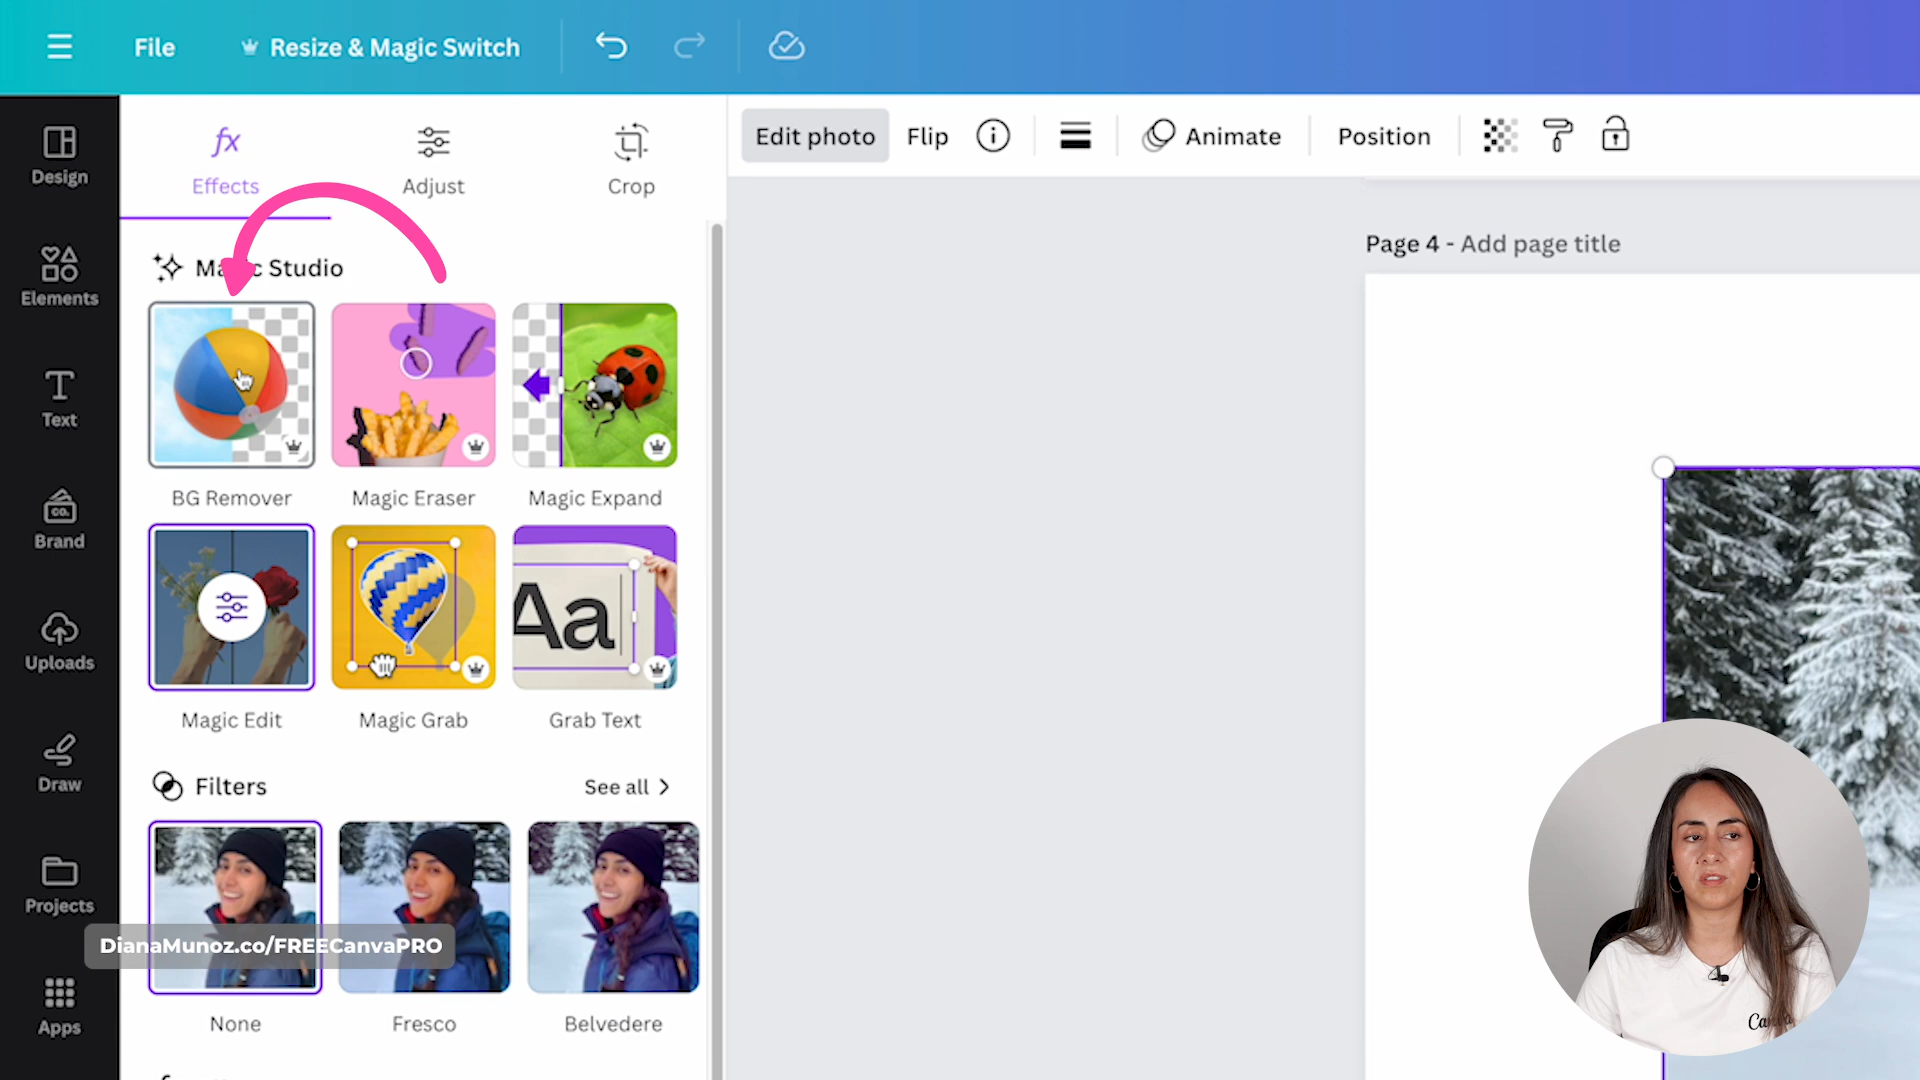 File
Resize & Magic Switch
Design
Elements
Text
Brand
CO.
Uploads
Draw
Projects
Apps
fx
Effects
Adjust
Crop
Edit photo
Flip
Animate
Position
Page 4 - Add page title
Studio
BG Remover
Magic Eraser
Magic Expand
Aa
Magic Edit
Magic Grab
Grab Text
Filters
See all
None
Fresco
Belvedere
DianaMunoz.co/FREECanvaPRO